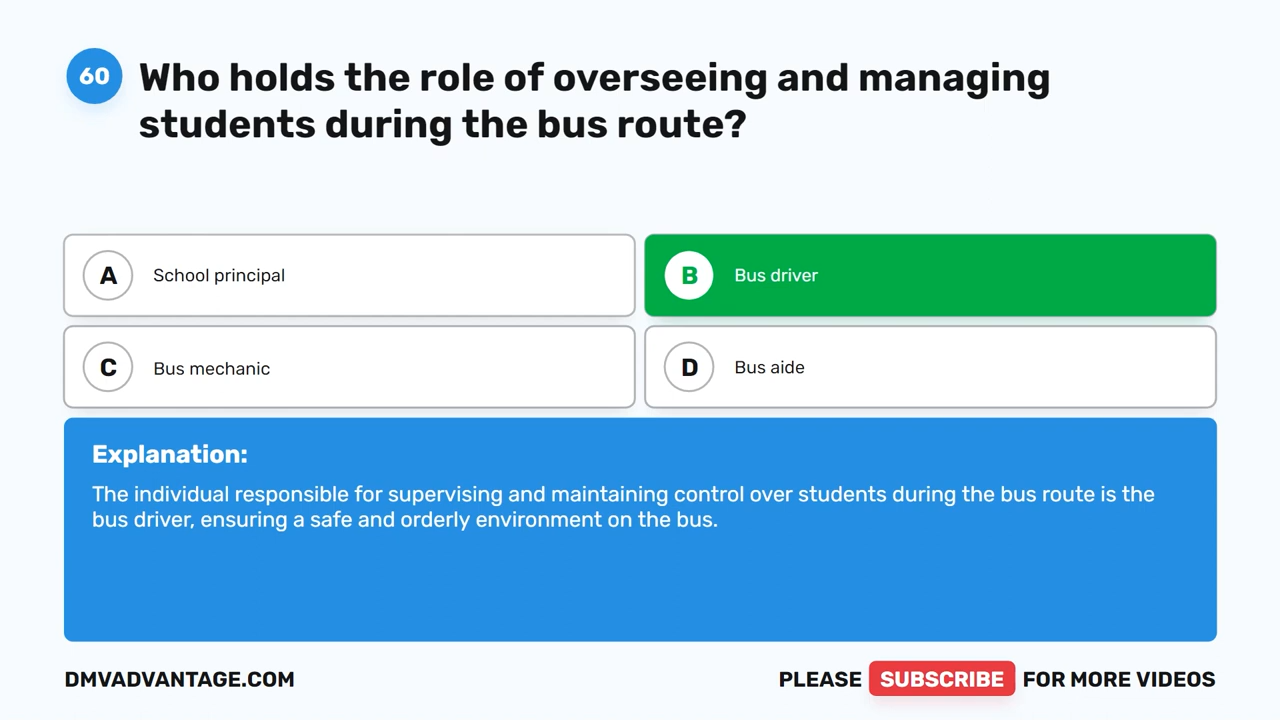 60
Who holds the role of overseeing and managing
students during the bus route?
A School principal
B Bus driver
C Bus mechanic
D Bus aide
Explanation:
The individual responsible for supervising and maintaining control over students during the bus route is the
bus driver, ensuring a safe and orderly environment on the bus.
DMVADVANTAGE.COM
PLEASE SUBSCRIBE FOR MORE VIDEOS